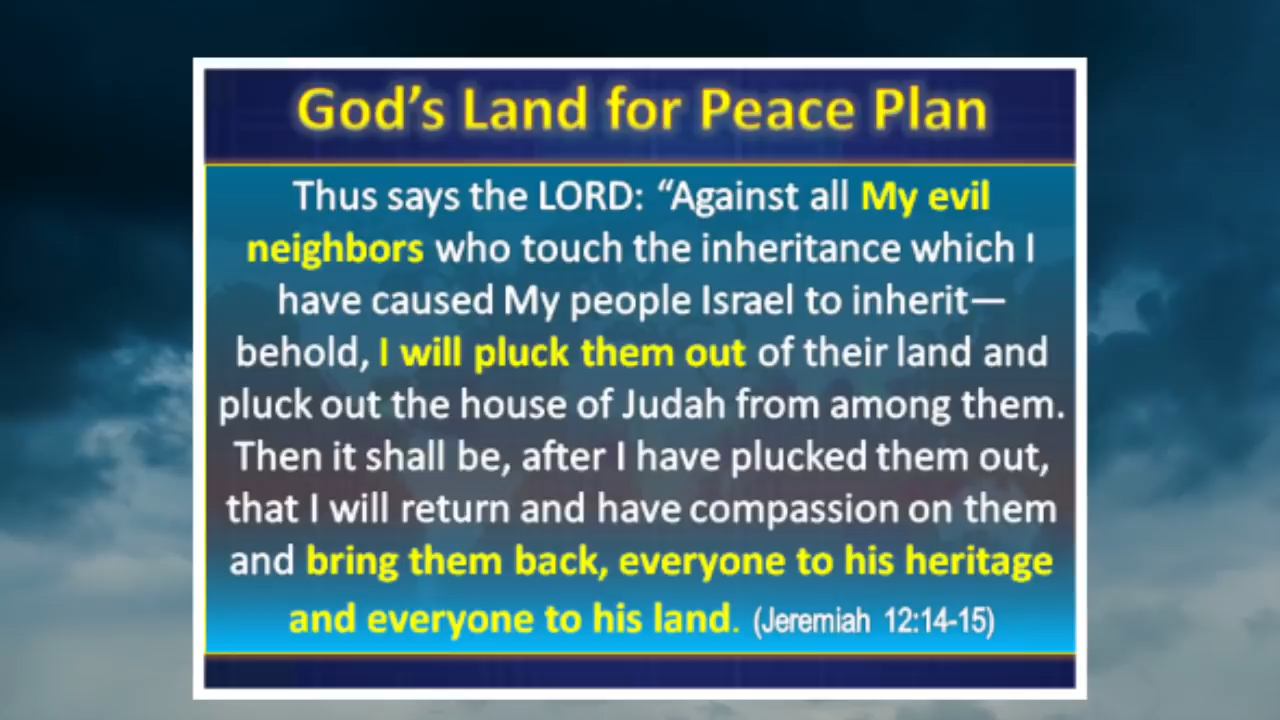 God’s Land for Peace Plan
Thus says the LORD: “Against all My evil
neighbors who touch the inheritance which I
have caused My people Israel to inherit—
behold, I will pluck them out of their land and
pluck out the house of Judah from among them.
Then it shall be, after I have plucked them out,
that I will return and have compassion on them
and bring them back, everyone to his heritage
and everyone to his land. (Jeremiah 12:14-15)